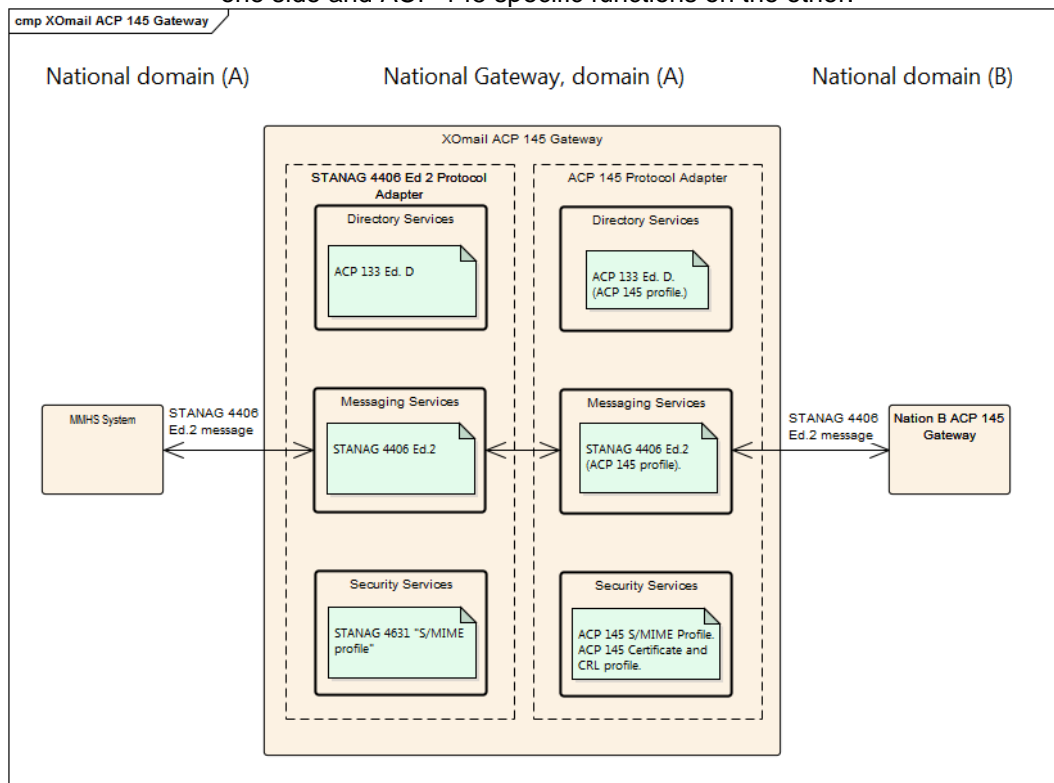 one side and ACP 145 specific functions on the other.
cmp XOmail ACP 145 Gateway
National domain (A)
National Gateway, domain (A)
National domain (B)
XOmail ACP 145 Gateway
STANAG 4406 Ed 2 Protocol
Adapter
Directory Services
ACP 133 Ed. D
Messaging Services
STANAG 4406 Ed.2
Security Services
STANAG 4631 "S/MIME
profile"
ACP 145 Protocol Adapter
Directory Services
ACP 133 Ed. D.
(ACP 145 profile.)
Messaging Services
STANAG 4406 Ed.2
(ACP 145 profile).
Security Services
ACP 145 S/MIME Profile.
ACP 145 Certificate and
CRL profile.
MMHS System
STANAG 4406
Ed.2 message
STANAG 4406
Ed.2 message
Nation B ACP 145
Gateway